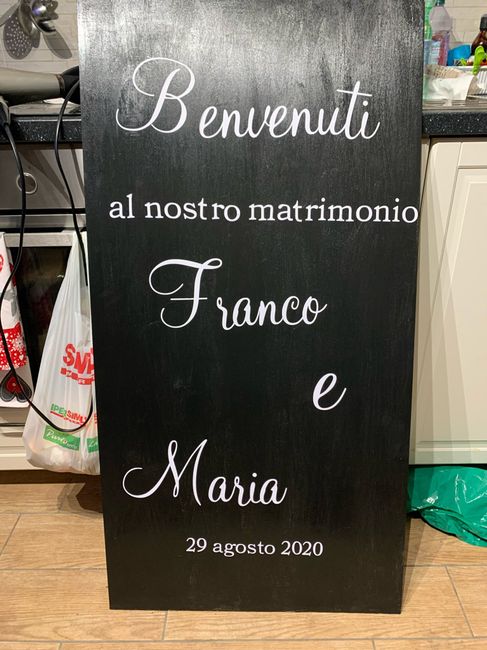 Benvenuti
al nostro matrimonio
Franco
e
Maria
29 agosto 2020